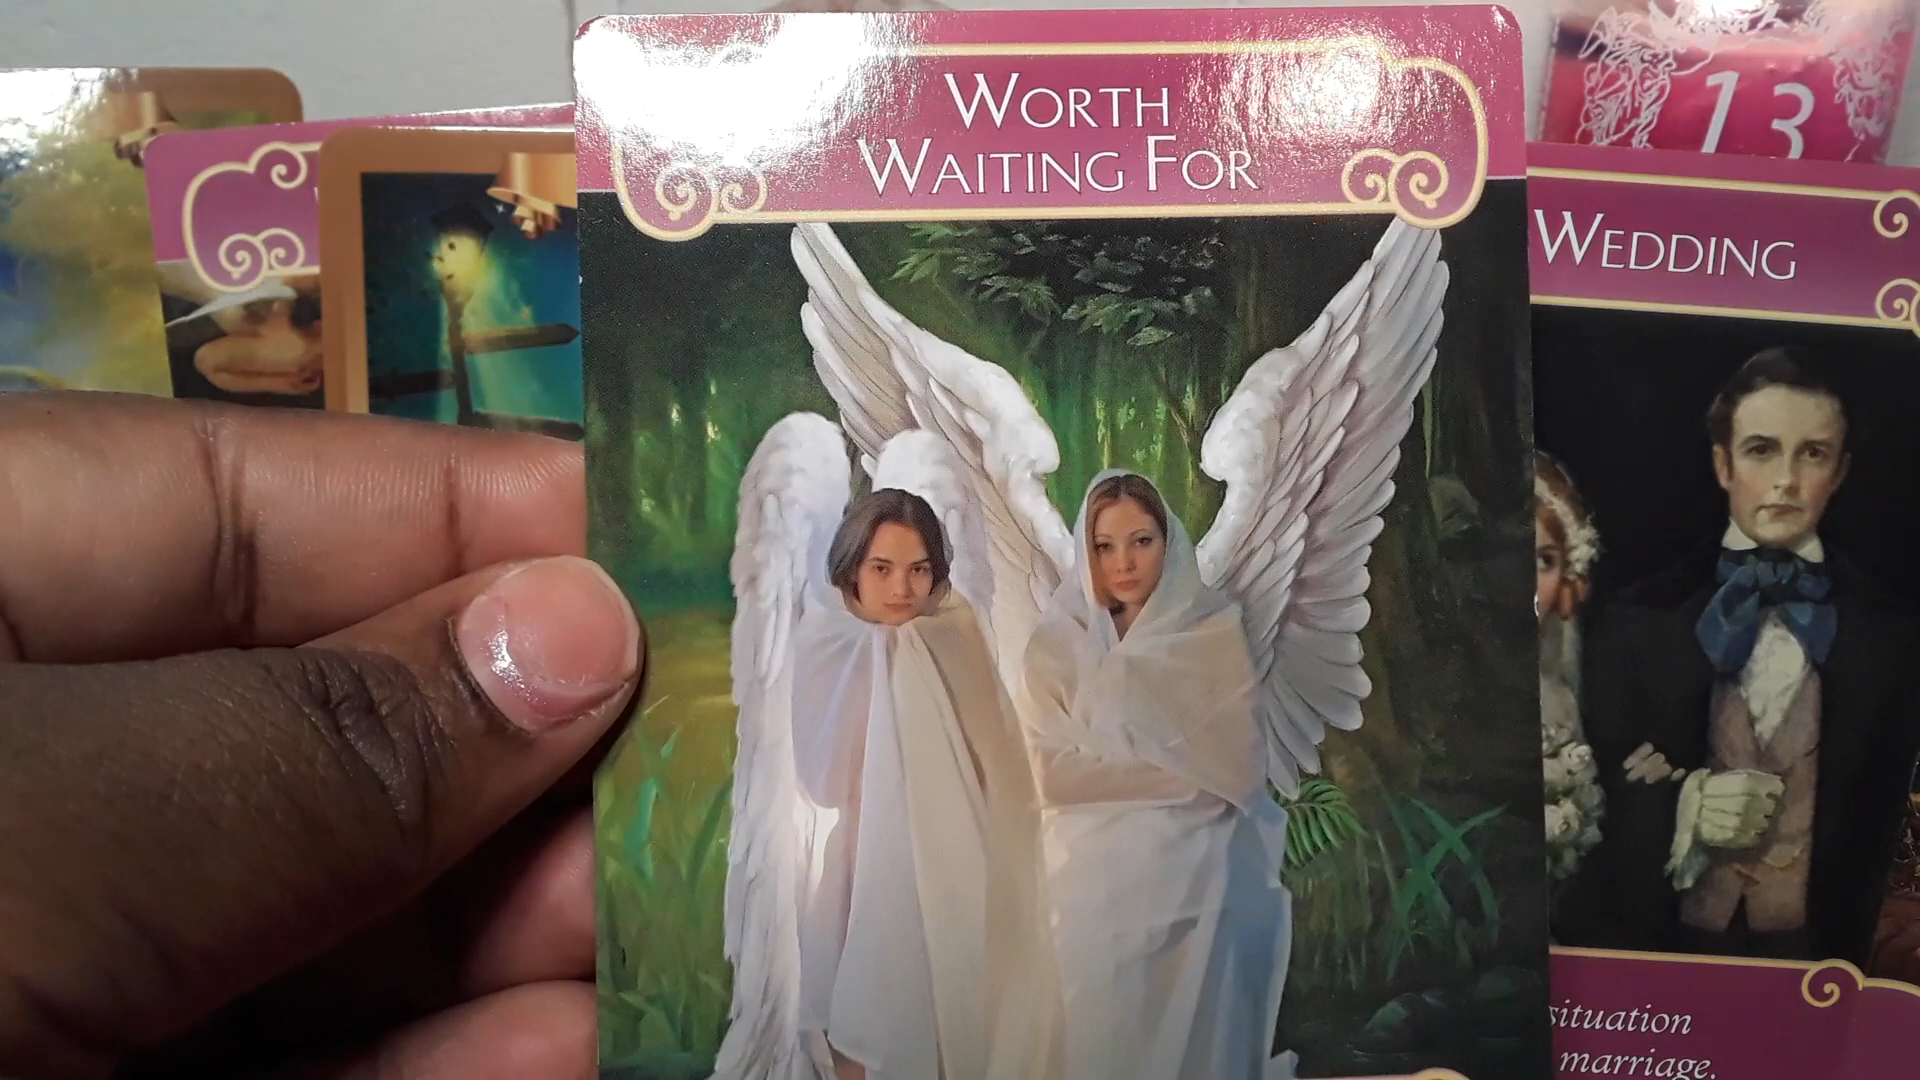 WORTH
WAITING FOR
13
WEDDING
situation
marriage.